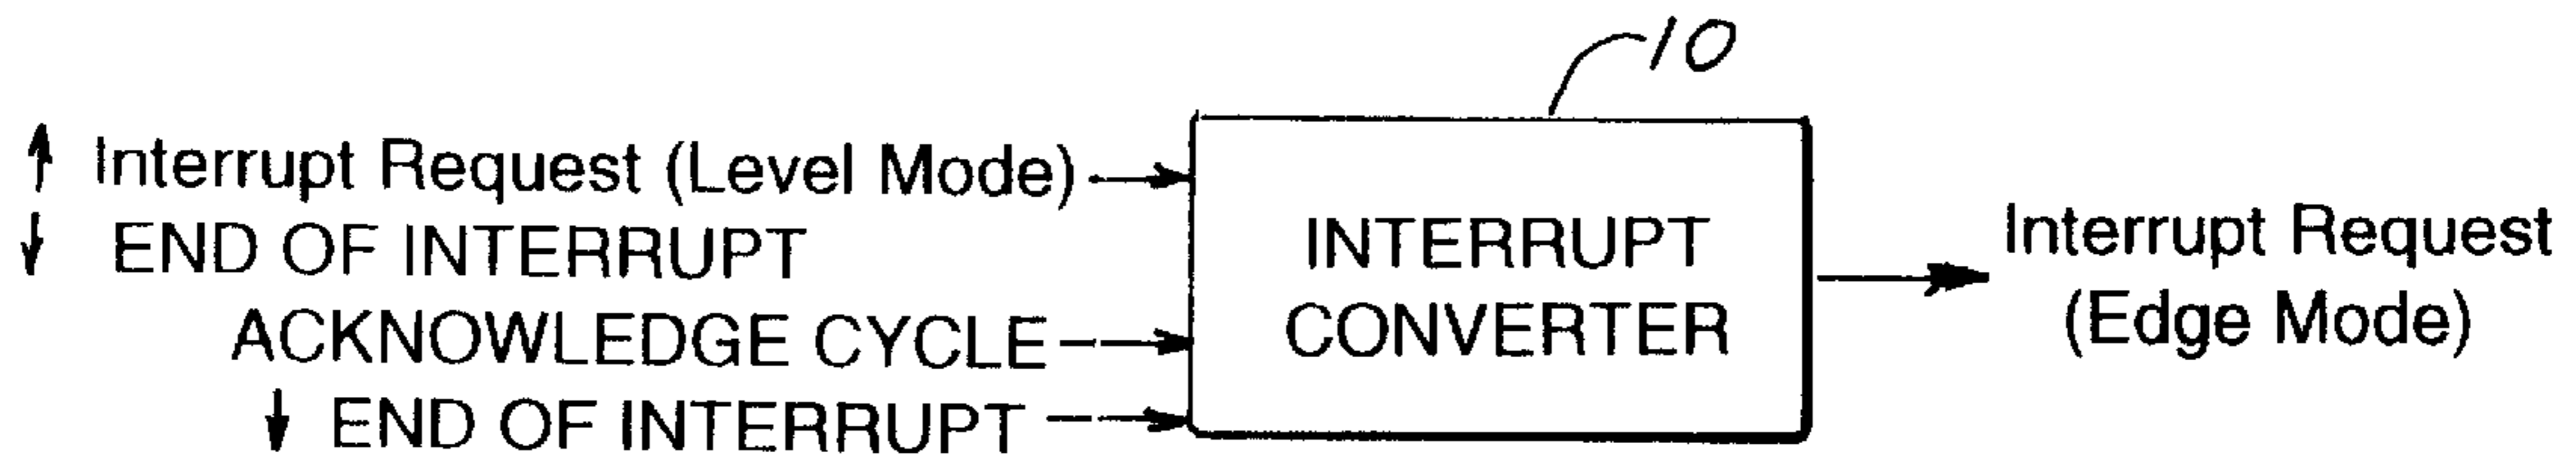 10
↑ Interrupt Request (Level Mode)
↓ END OF INTERRUPT
ACKNOWLEDGE CYCLE
↓ END OF INTERRUPT
INTERRUPT
CONVERTER
Interrupt Request
(Edge Mode)